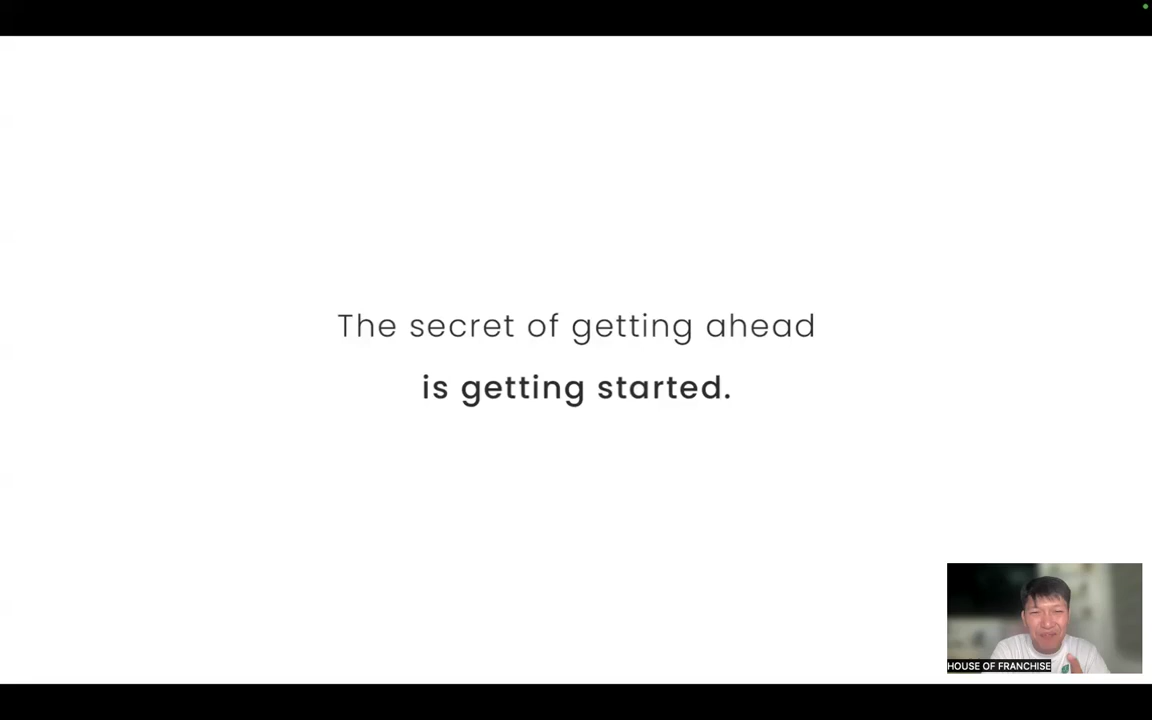 The secret of getting ahead
is getting started.
HOUSE OF FRANCHISE